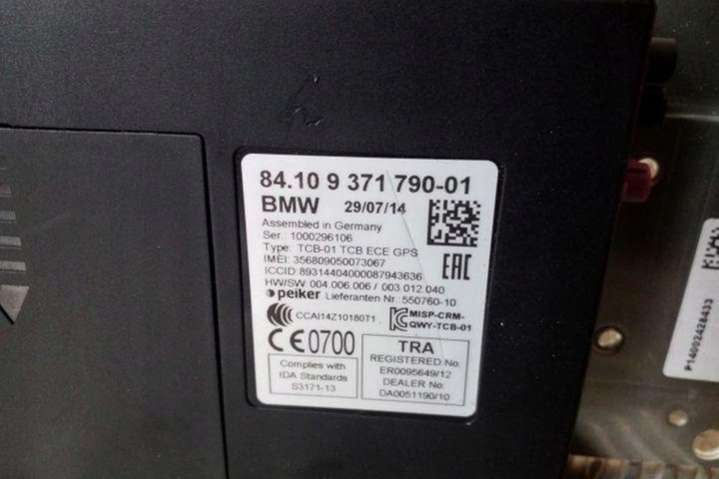 84.10 9 371 790-01
BMW 29/07/14
Assembled in Germany
Ser.: 1000296106
Type: TCB-01 TCB ECE GPS
IMEI: 356809050073067
ICCID 89314404000087943636
HW/SW 004.006.006 / 003.012.040
peiker Lieferanten Nr. 550760-10
EAC
CCAI14Z10180T1
MISP-CRM-
QWY-TCB-01
CE0700
Complies with
IDA Standards
S3171-13
TRA
REGISTERED No:
ER0095649/12
DEALER No:
DA0051190/10
P14002428433